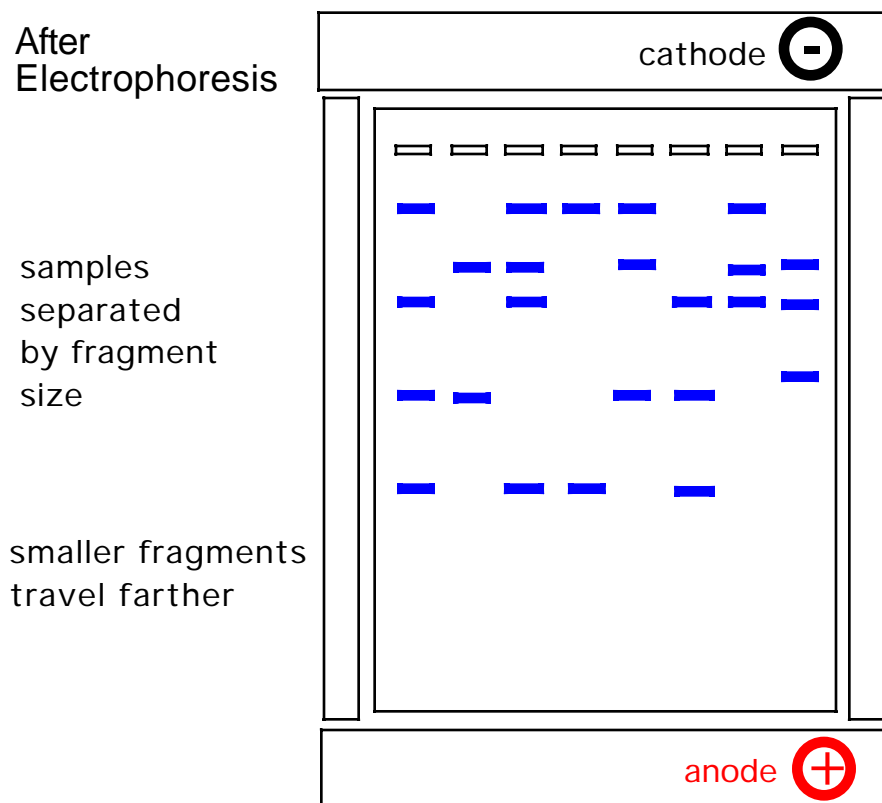 After
Electrophoresis
cathode -
samples
separated
by fragment
size
smaller fragments
travel farther
anode +